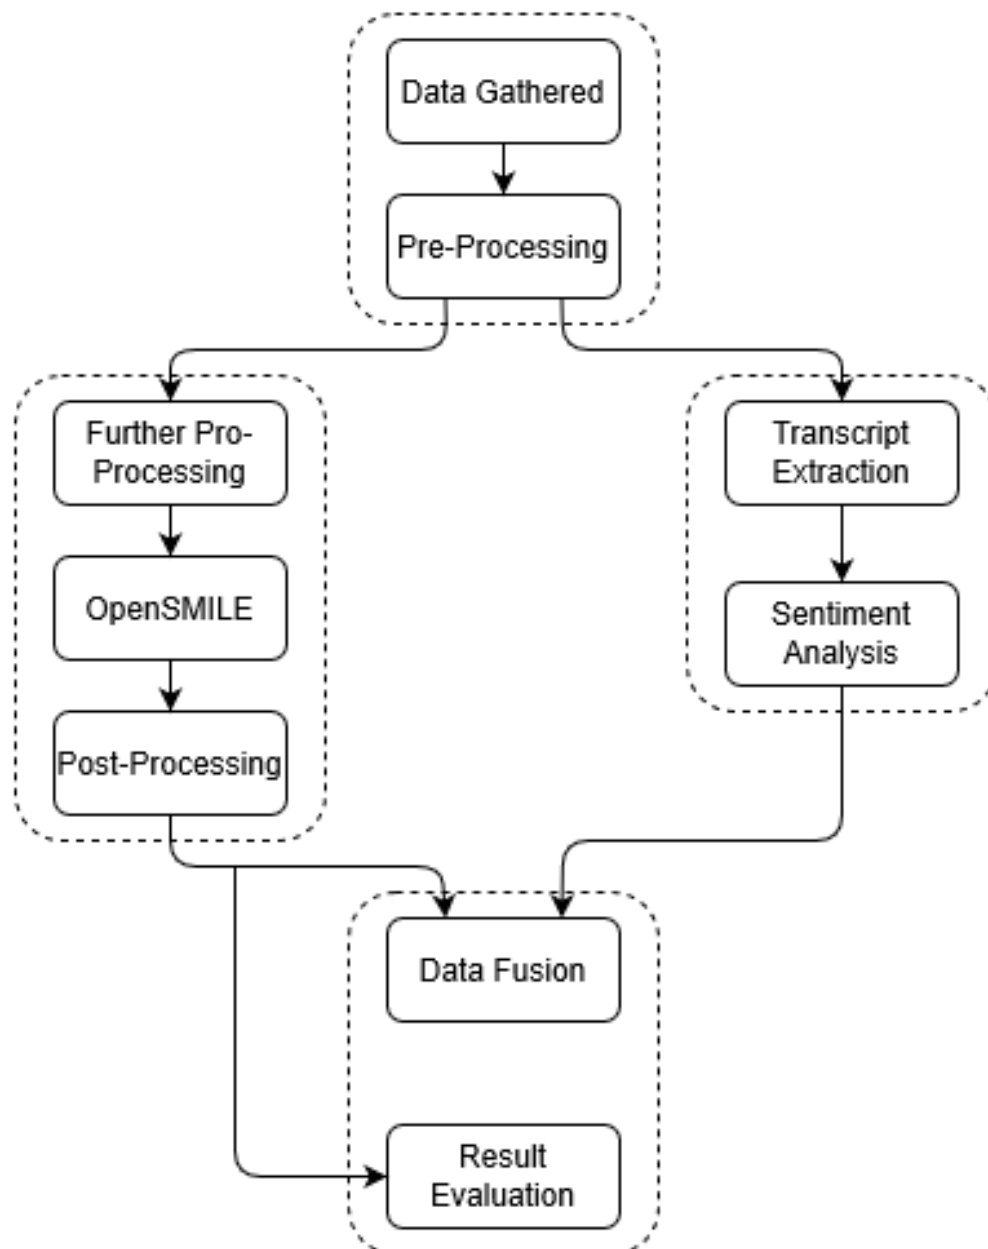 Data Gathered
Pre-Processing
Further Pro-
Processing
OpenSMILE
Post-Processing
Transcript
Extraction
Sentiment
Analysis
Data Fusion
Result
Evaluation